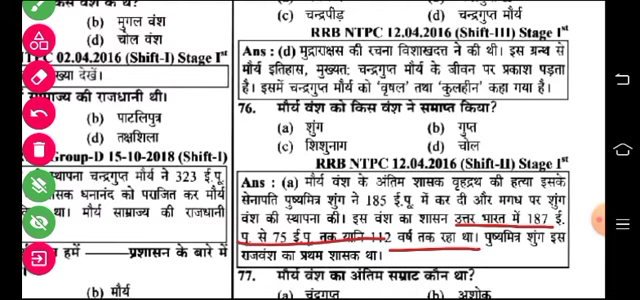 कस वंश के थे?
(b) मुगल वंश
(d) चोल वंश
TPC 02.04.2016 (Shift-I) Stage Iˢᵗ
ख्या देखें।
साम्राज्य की राजधानी थी।
(b) पाटलिपुत्र
(d) तक्षशिला
Group-D 15-10-2018 (Shift-I)
स्थापना चन्द्रगुप्त मौर्य ने 323 ई.पू.
सक धनानंद को पराजित कर मौर्य
था। मौर्य साम्राज्य की राजधानी
हमें ——प्रशासन के बारे में
(b) मौर्य
(c) चन्द्रपीड़
(d) चन्द्रगुप्त मौर्य
RRB NTPC 12.04.2016 (Shift-III) Stage Iˢᵗ
Ans : (d) मुद्राराक्षस की रचना विशाखदत्त ने की थी। इस ग्रन्थ से
मौर्य इतिहास, मुख्यत: चन्द्रगुप्त मौर्य के जीवन पर प्रकाश पड़ता
है। इसमें चन्द्रगुप्त मौर्य को 'वृषल' तथा 'कुलहीन' कहा गया है।
76. मौर्य वंश को किस वंश ने समाप्त किया?
(a) शुंग
(b) गुप्त
(c) शिशुनाग
(d) चोल
RRB NTPC 12.04.2016 (Shift-II) Stage Iˢᵗ
Ans : (a) मौर्य वंश के अंतिम शासक वृहद्रथ की हत्या इसके
सेनापति पुष्यमित्र शुंग ने 185 ई.पू. में कर दी और मगध पर शुंग
वंश की स्थापना की। इस वंश का शासन उत्तर भारत में 187 ई.
पू. से 75 ई.पू. तक यानि 112 वर्ष तक रहा था। पुष्यमित्र शुंग इस
राजवंश का प्रथम शासक था।
77. मौर्य वंश का अंतिम सम्राट कौन था?
(a) चंद्रगुप्त
(b) अशोक